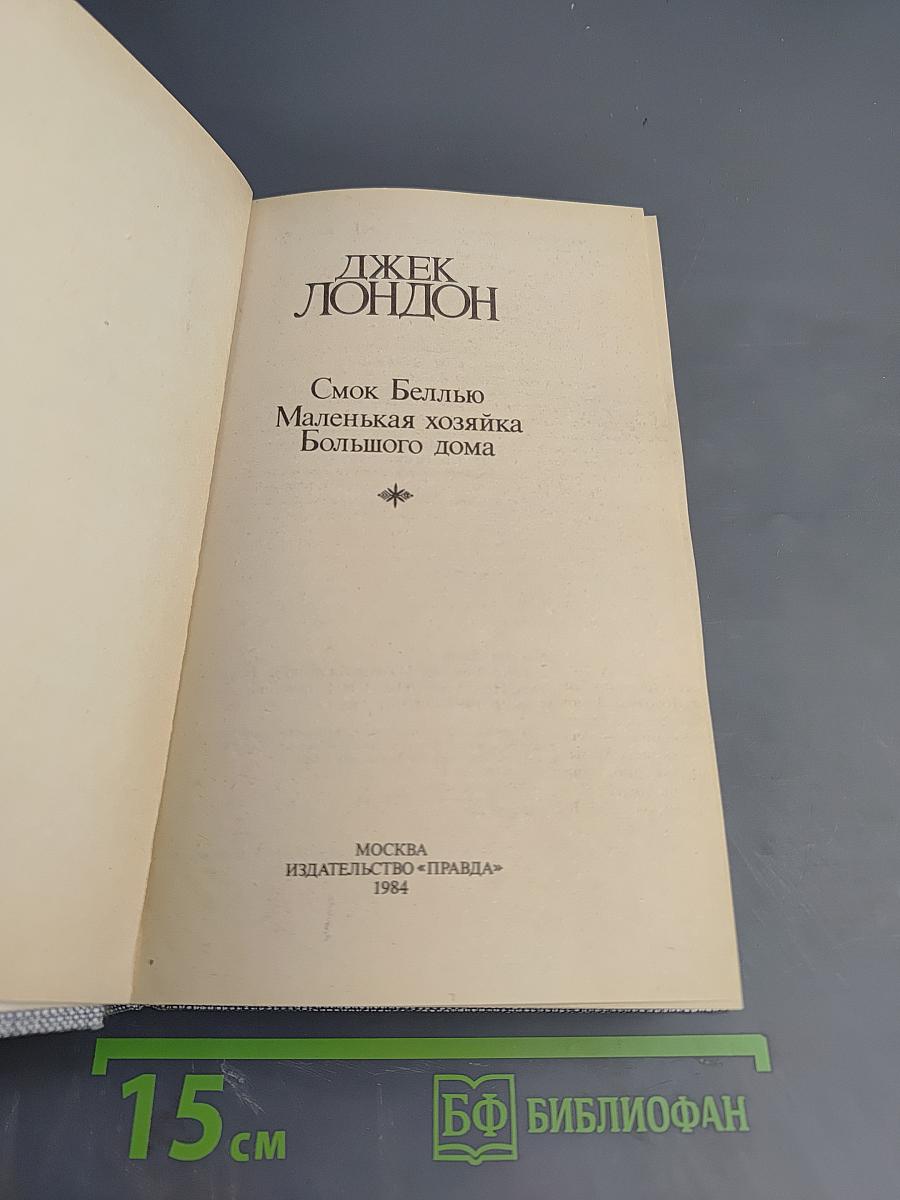 ДЖЕК
ЛОНДОН
Смок Беллью
Маленькая хозяйка
Большого дома
МОСКВА
ИЗДАТЕЛЬСТВО «ПРАВДА»
1984
15 см
БФ БИБЛИОФАН